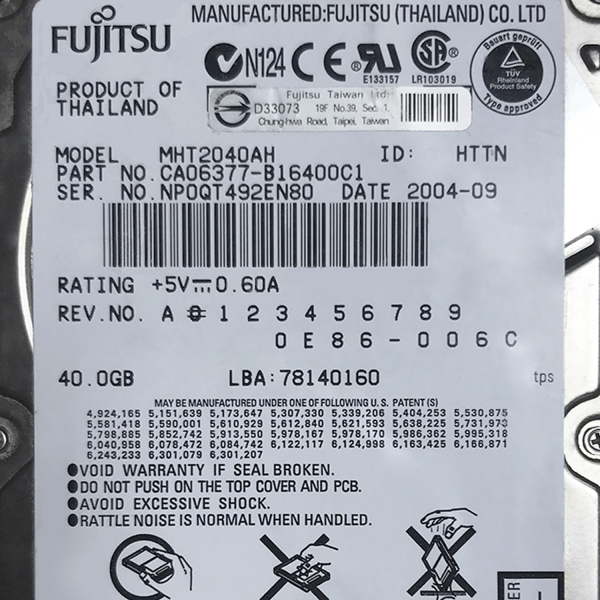 FUJITSU
MANUFACTURED:FUJITSU (THAILAND) CO. LTD
N124 CE ® RU SA ®
E133157 LR103019
Bauart geprüft
TÜV
Rheinland
Product Safety
Type approved
PRODUCT OF
THAILAND
Fujitsu Taiwan Ltd.
D33073 19F No.39, Sec. 1,
Chung-hwa Road, Taipei, Taiwan
MODEL MHT2040AH ID: HTTN
PART NO.CA06377-B16400C1
SER. NO.NP0QT492EN80 DATE 2004-09
RATING +5V⎓0.60A
REV.NO. A 0 1 2 3 4 5 6 7 8 9
0E86-006C
40.0GB LBA:78140160 tps
MAY BE MANUFACTURED UNDER ONE OF FOLLOWING U.S. PATENT(S)
4,924,165 5,151,639 5,173,647 5,307,330 5,339,206 5,404,253 5,530,875
5,581,418 5,590,001 5,610,929 5,612,840 5,621,593 5,638,225 5,731,973
5,798,885 5,852,742 5,913,550 5,978,167 5,978,170 5,986,362 5,995,318
6,040,958 6,078,472 6,084,742 6,122,117 6,124,998 6,163,425 6,166,871
6,243,233 6,301,079 6,301,207
●VOID WARRANTY IF SEAL BROKEN.
●DO NOT PUSH ON THE TOP COVER AND PCB.
●AVOID EXCESSIVE SHOCK.
●RATTLE NOISE IS NORMAL WHEN HANDLED.